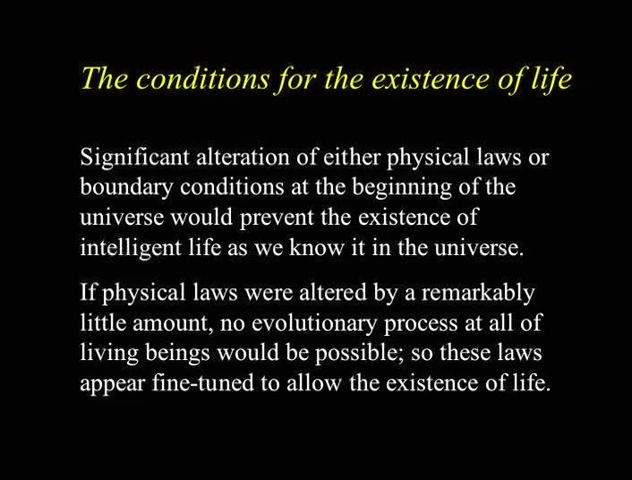 The conditions for the existence of life
Significant alteration of either physical laws or
boundary conditions at the beginning of the
universe would prevent the existence of
intelligent life as we know it in the universe.
If physical laws were altered by a remarkably
little amount, no evolutionary process at all of
living beings would be possible; so these laws
appear fine-tuned to allow the existence of life.